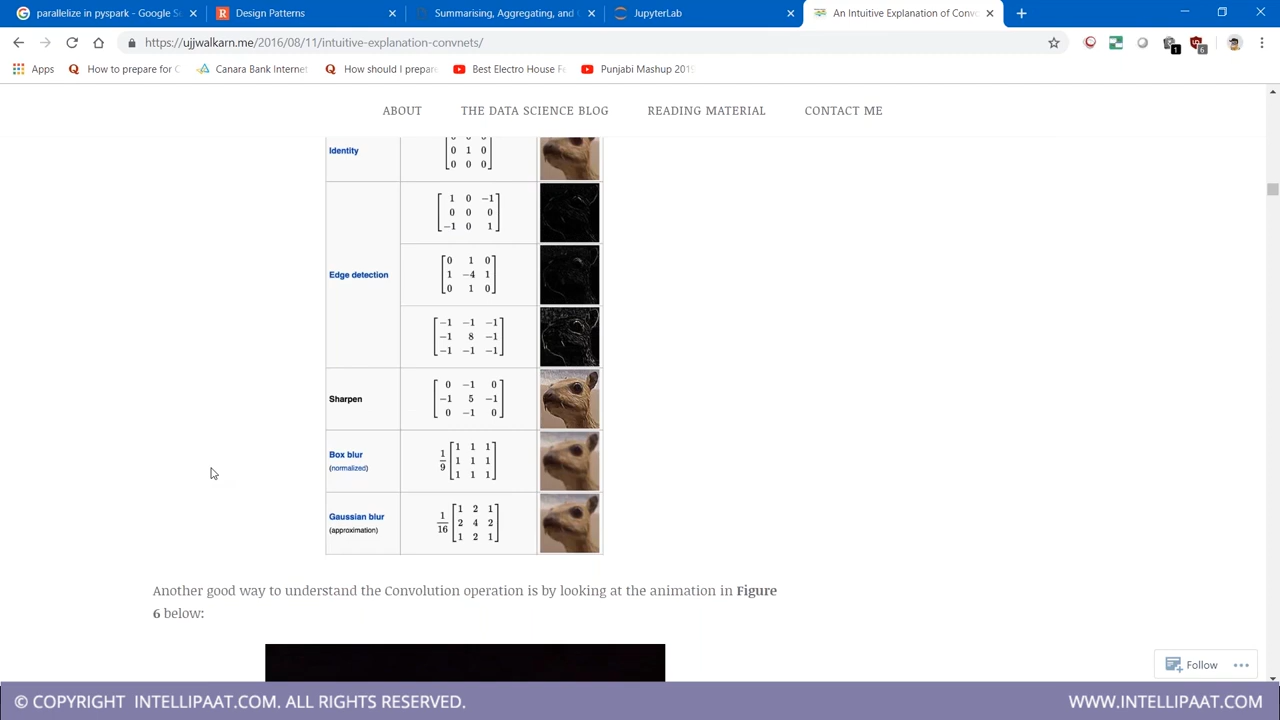 parallelize in pyspark - Google S
Design Patterns
Summarising, Aggregating, and
JupyterLab
An Intuitive Explanation of Conv
https://ujjwalkarn.me/2016/08/11/intuitive-explanation-convnets/
Apps
How to prepare for C
Canara Bank Internet
How should I prepare
Best Electro House F
Punjabi Mashup 2019
1
6
ABOUT
THE DATA SCIENCE BLOG
READING MATERIAL
CONTACT ME
Identity
0 0 0
0 1 0
0 0 0
Edge detection
1 0 −1
0 0 0
−1 0 1
0 1 0
1 −4 1
0 1 0
−1 −1 −1
−1 8 −1
−1 −1 −1
Sharpen
0 −1 0
−1 5 −1
0 −1 0
Box blur
(normalized)
1/9
1 1 1
1 1 1
1 1 1
Gaussian blur
(approximation)
1/16
1 2 1
2 4 2
1 2 1
Another good way to understand the Convolution operation is by looking at the animation in Figure
6 below:
Follow
© COPYRIGHT INTELLIPAAT.COM. ALL RIGHTS RESERVED.
WWW.INTELLIPAAT.COM